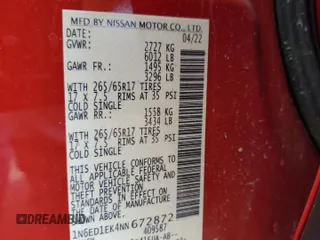 MFD BY NISSAN MOTOR CO., LTD.
DATE: 04/22
GVWR: 2727 KG
6012 LB
GAWR FR.: 1495 KG
3296 LB
WITH 265/65R17 TIRES
17 X 7.5 RIMS AT 35 PSI
COLD SINGLE
GAWR RR.: 1558 KG
3434 LB
WITH 265/65R17 TIRES
17 X 7.5 RIMS AT 35 PSI
COLD SINGLE
THIS VEHICLE CONFORMS TO ALL
APPLICABLE FEDERAL MOTOR
VEHICLE SAFETY AND
THEFT PREVENTION
STANDARDS IN EFFECT ON
THE DATE OF MANUFACTURE
SHOWN ABOVE.
1N6ED1EK4NN672872
409587
DREAMBID